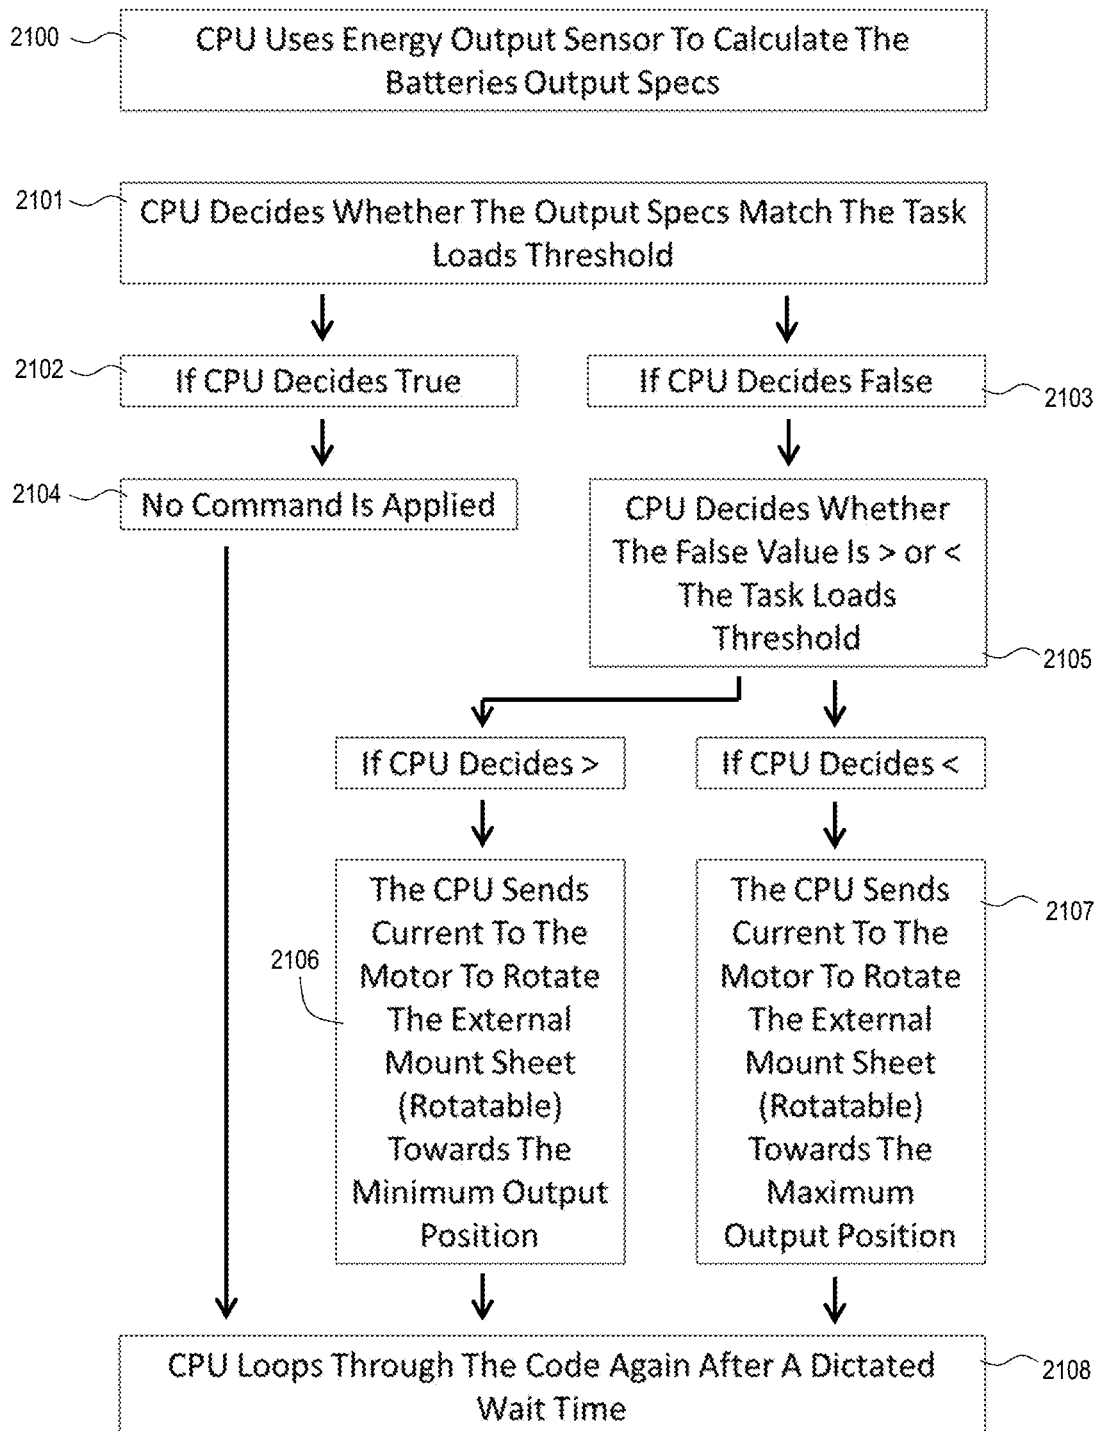 2100
CPU Uses Energy Output Sensor To Calculate The
Batteries Output Specs
2101
CPU Decides Whether The Output Specs Match The Task
Loads Threshold
2102
If CPU Decides True
If CPU Decides False
2103
2104
No Command Is Applied
CPU Decides Whether
The False Value Is > or <
The Task Loads
Threshold
2105
If CPU Decides >
If CPU Decides <
2106
The CPU Sends
Current To The
Motor To Rotate
The External
Mount Sheet
(Rotatable)
Towards The
Minimum Output
Position
The CPU Sends
Current To The
Motor To Rotate
The External
Mount Sheet
(Rotatable)
Towards The
Maximum
Output Position
2107
CPU Loops Through The Code Again After A Dictated
Wait Time
2108